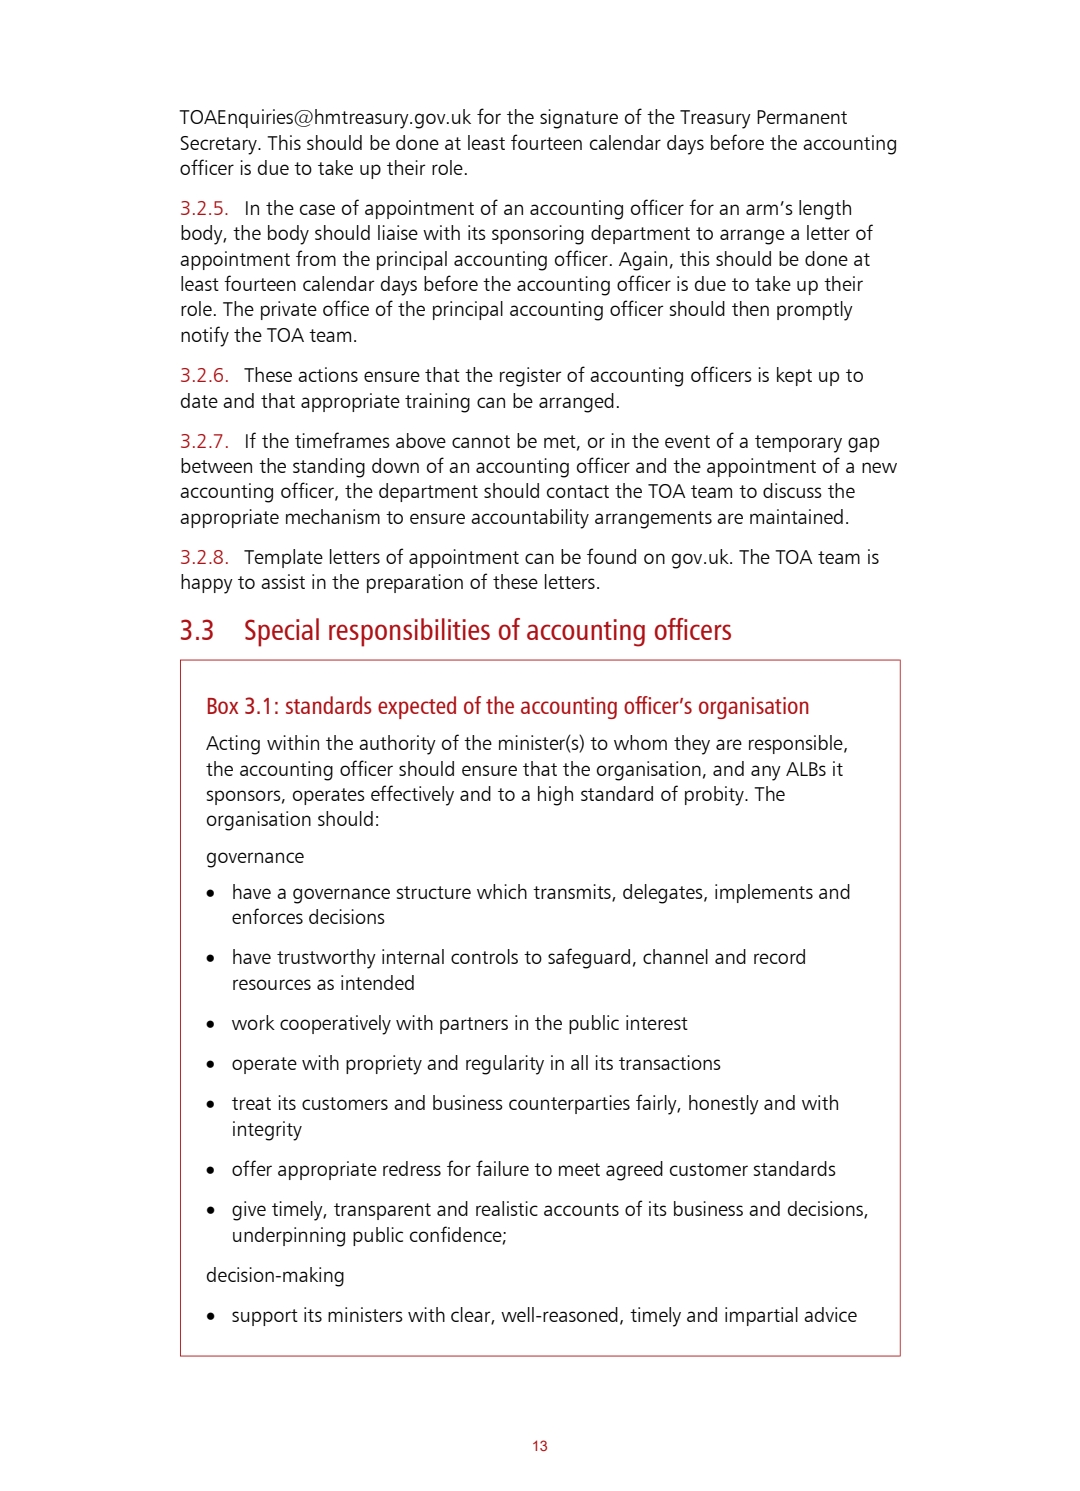 TOAEnquiries@hmtreasury.gov.uk for the signature of the Treasury Permanent
Secretary. This should be done at least fourteen calendar days before the accounting
officer is due to take up their role.
3.2.5. In the case of appointment of an accounting officer for an arm’s length
body, the body should liaise with its sponsoring department to arrange a letter of
appointment from the principal accounting officer. Again, this should be done at
least fourteen calendar days before the accounting officer is due to take up their
role. The private office of the principal accounting officer should then promptly
notify the TOA team.
3.2.6. These actions ensure that the register of accounting officers is kept up to
date and that appropriate training can be arranged.
3.2.7. If the timeframes above cannot be met, or in the event of a temporary gap
between the standing down of an accounting officer and the appointment of a new
accounting officer, the department should contact the TOA team to discuss the
appropriate mechanism to ensure accountability arrangements are maintained.
3.2.8. Template letters of appointment can be found on gov.uk. The TOA team is
happy to assist in the preparation of these letters.
3.3 Special responsibilities of accounting officers
Box 3.1: standards expected of the accounting officer’s organisation
Acting within the authority of the minister(s) to whom they are responsible,
the accounting officer should ensure that the organisation, and any ALBs it
sponsors, operates effectively and to a high standard of probity. The
organisation should:
governance
• have a governance structure which transmits, delegates, implements and
enforces decisions
• have trustworthy internal controls to safeguard, channel and record
resources as intended
• work cooperatively with partners in the public interest
• operate with propriety and regularity in all its transactions
• treat its customers and business counterparties fairly, honestly and with
integrity
• offer appropriate redress for failure to meet agreed customer standards
• give timely, transparent and realistic accounts of its business and decisions,
underpinning public confidence;
decision-making
• support its ministers with clear, well-reasoned, timely and impartial advice
13